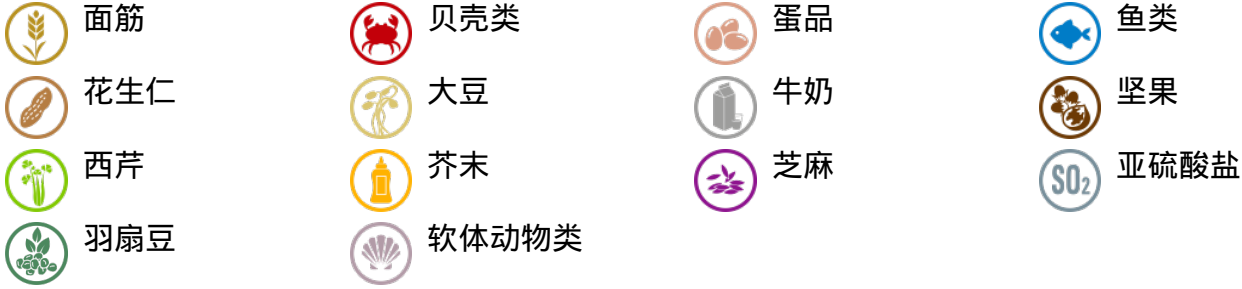 面筋 贝壳类 蛋品 鱼类
花生仁 大豆 牛奶 坚果
西芹 芥末 芝麻 SO2 亚硫酸盐
羽扇豆 软体动物类